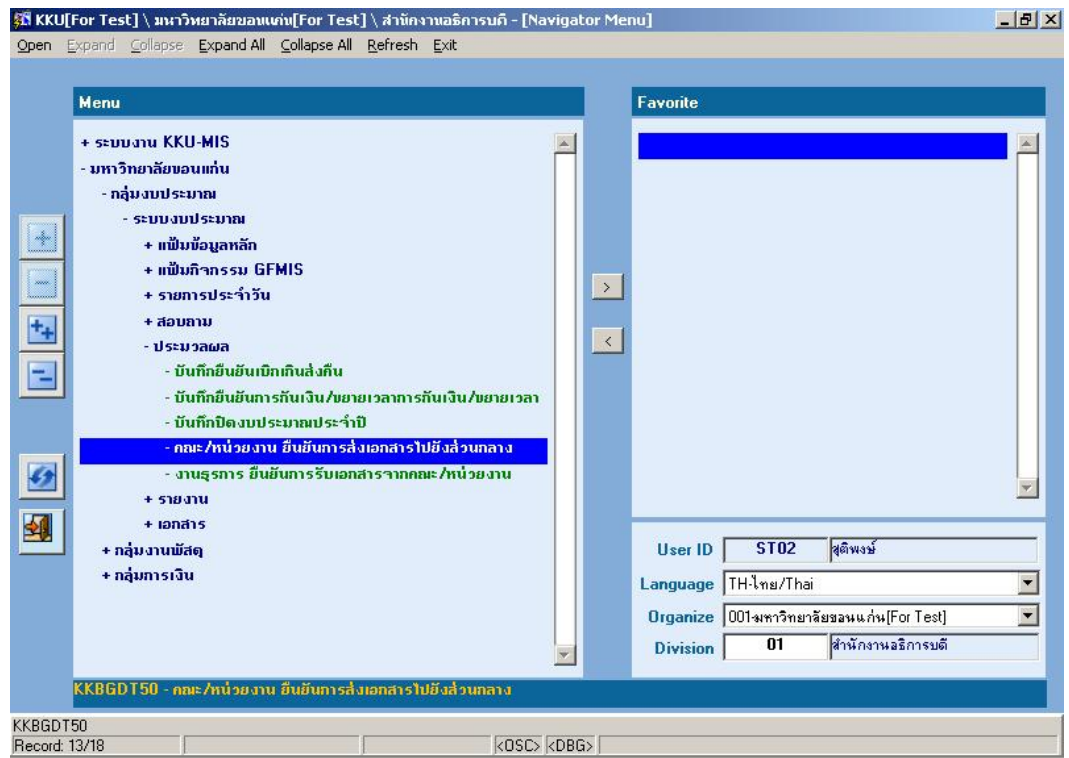 KKU[For Test] \ มหาวิทยาลัยขอนแก่น[For Test] \ สำนักงานอธิการบดี - [Navigator Menu]
Open Expand Collapse Expand All Collapse All Refresh Exit
Menu
+ ระบบงาน KKU-MIS
- มหาวิทยาลัยขอนแก่น
- กลุ่มงบประมาณ
- ระบบงบประมาณ
+ แฟ้มข้อมูลหลัก
+ แฟ้มกิจกรรม GFMIS
+ รายการประจำวัน
+ สอบถาม
- ประมวลผล
- บันทึกยืนยันเบิกเกินส่งคืน
- บันทึกยืนยันการกันเงิน/ขยายเวลาการกันเงิน/ขยายเวลา
- บันทึกปิดงบประมาณประจำปี
- คณะ/หน่วยงาน ยืนยันการส่งเอกสารไปยังส่วนกลาง
- งานธุรการ ยืนยันการรับเอกสารจากคณะ/หน่วยงาน
+ รายงาน
+ เอกสาร
+ กลุ่มงานพัสดุ
+ กลุ่มการเงิน
>
<
Favorite
User ID ST02 สุติพงษ์
Language TH-ไทย/Thai
Organize 001-มหาวิทยาลัยขอนแก่น[For Test]
Division 01 สำนักงานอธิการบดี
KKBGDT50 - คณะ/หน่วยงาน ยืนยันการส่งเอกสารไปยังส่วนกลาง
KKBGDT50
Record: 13/18 <OSC> <DBG>